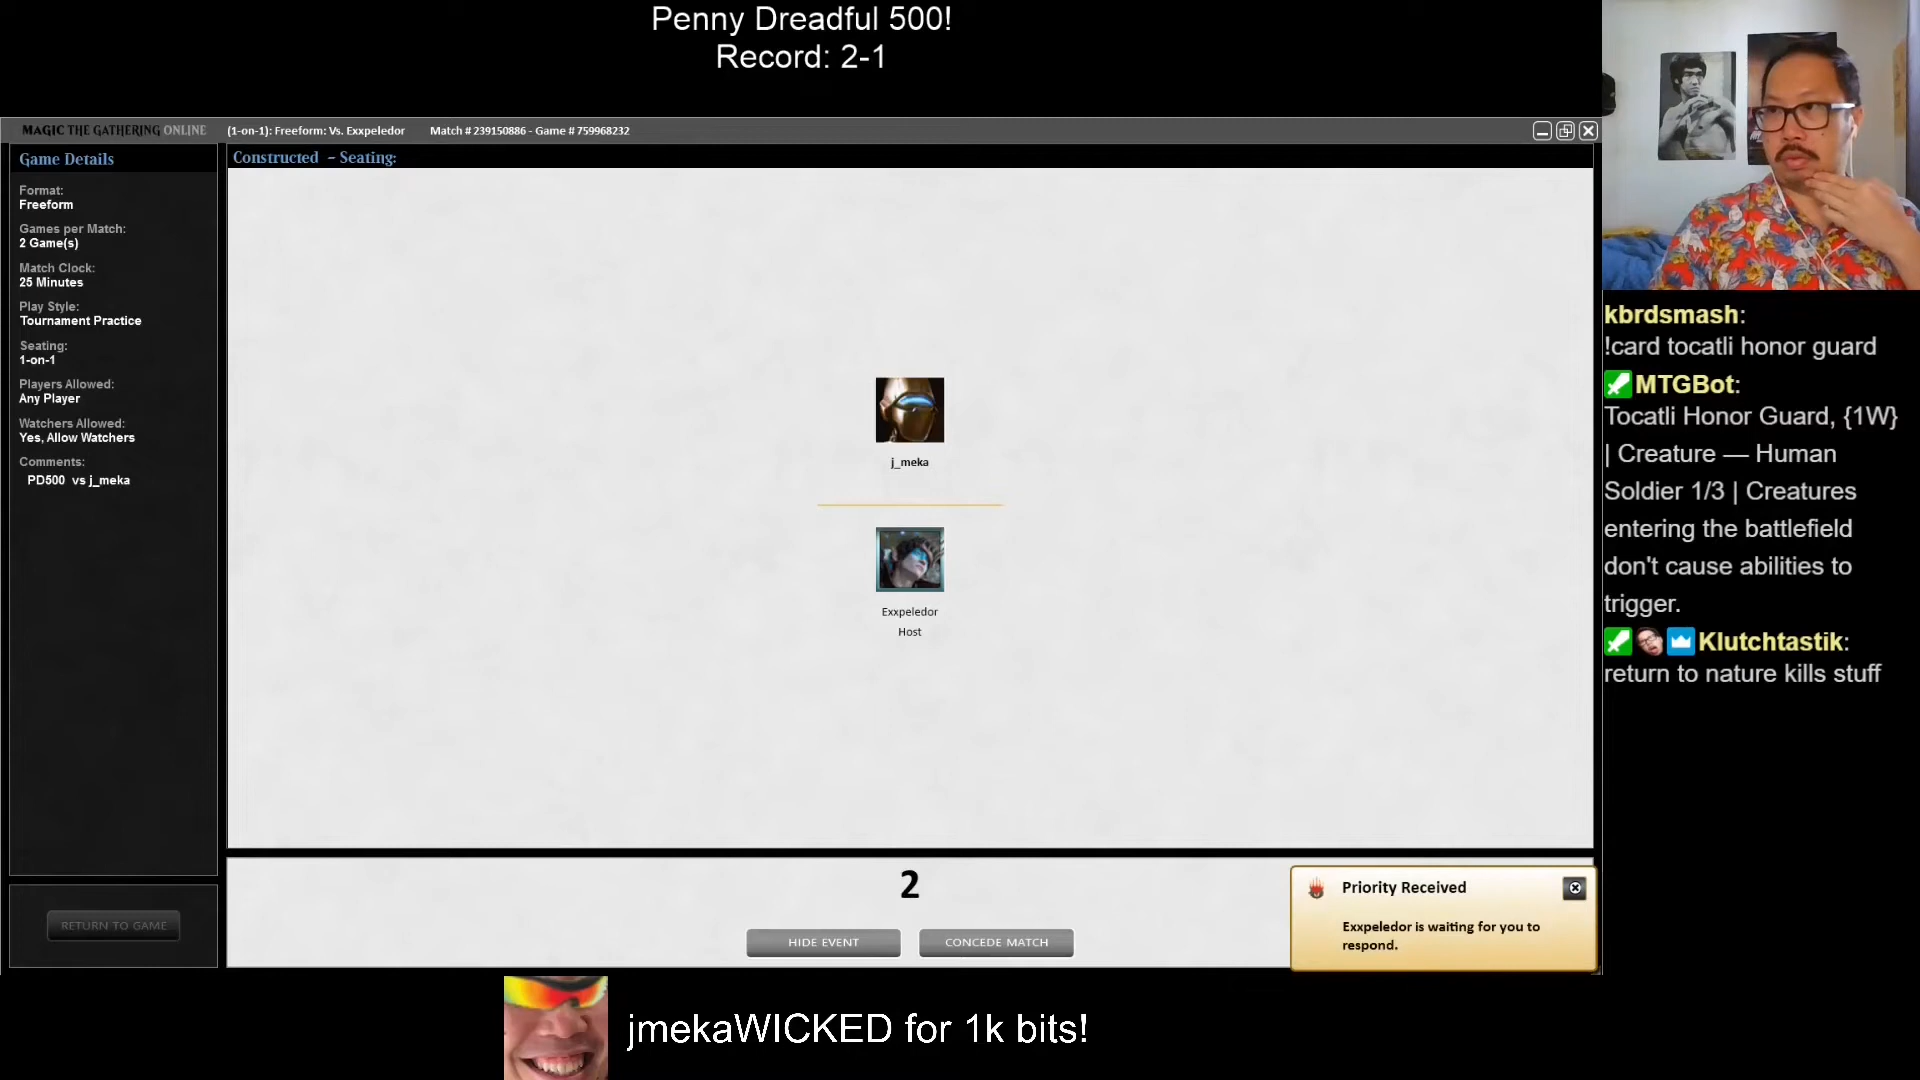 Penny Dreadful 500!
Record: 2-1
MAGIC THE GATHERING ONLINE
(1-on-1): Freeform: Vs. Exxpeledor
Match # 239150886 - Game # 759968232
Game Details
Constructed – Seating:
Format:
Freeform
Games per Match:
2 Game(s)
Match Clock:
25 Minutes
Play Style:
Tournament Practice
Seating:
1-on-1
Players Allowed:
Any Player
Watchers Allowed:
Yes, Allow Watchers
Comments:
PD500 vs j_meka
RETURN TO GAME
j_meka
Exxpeledor
Host
2
HIDE EVENT
CONCEDE MATCH
Priority Received
Exxpeledor is waiting for you to
respond.
kbrdsmash:
!card tocatli honor guard
MTGBot:
Tocatli Honor Guard, {1W}
| Creature — Human
Soldier 1/3 | Creatures
entering the battlefield
don't cause abilities to
trigger.
Klutchtastik:
return to nature kills stuff
jmekaWICKED for 1k bits!